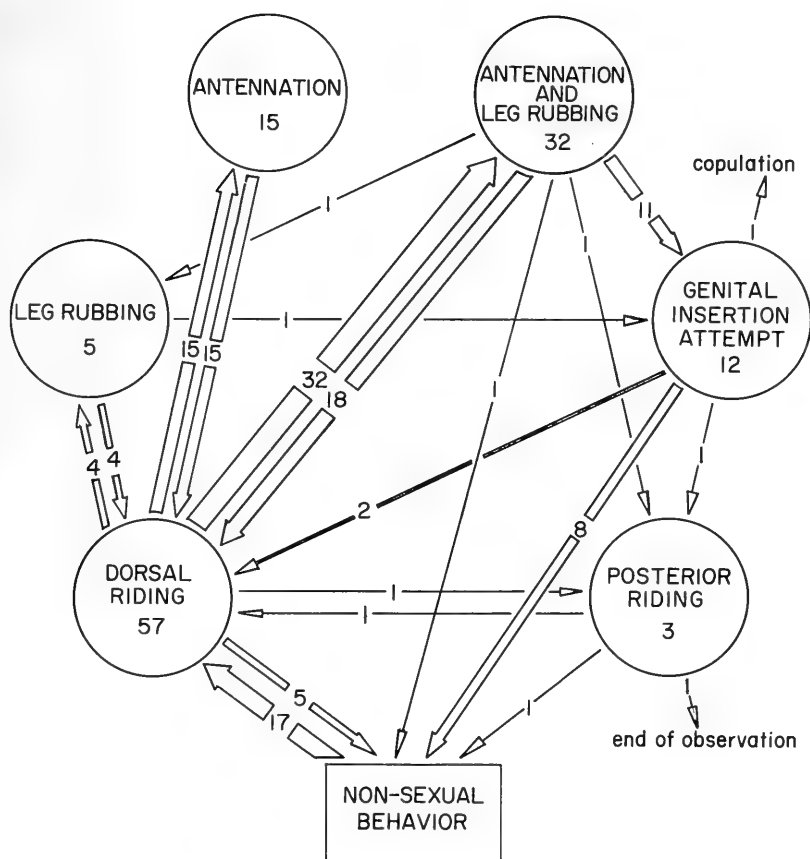 ANTENNATION
15
ANTENNATION
AND
LEG RUBBING
32
copulation
1
11
1
LEG RUBBING
5
1
GENITAL
INSERTION
ATTEMPT
12
15 15
32
18
1
1
1
4 4
2
8
DORSAL
RIDING
57
1
1
POSTERIOR
RIDING
3
5
17
1
1
end of observation
NON-SEXUAL
BEHAVIOR